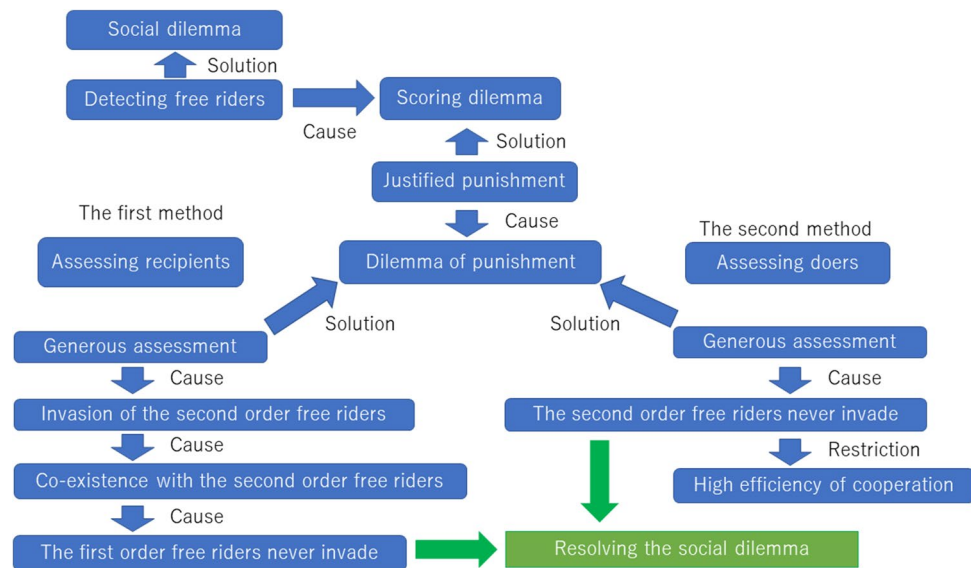 Social dilemma
Solution
Detecting free riders
Cause
Scoring dilemma
Solution
Justified punishment
Cause
The first method
Assessing recipients
Dilemma of punishment
The second method
Assessing doers
Solution
Solution
Generous assessment
Cause
Invasion of the second order free riders
Cause
Co-existence with the second order free riders
Cause
The first order free riders never invade
Generous assessment
Cause
The second order free riders never invade
Restriction
High efficiency of cooperation
Resolving the social dilemma